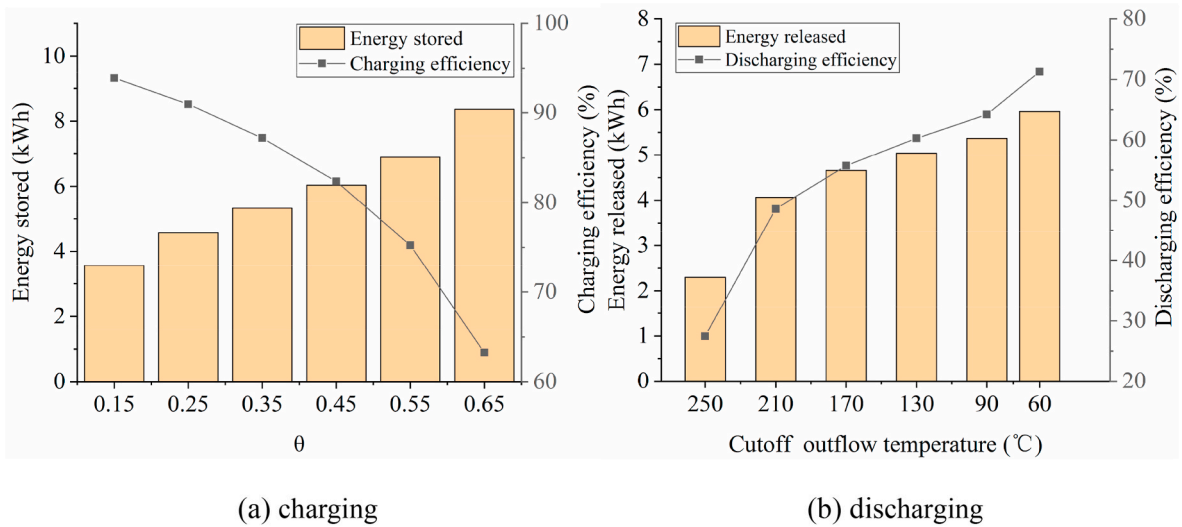 Energy stored
Charging efficiency
Energy stored (kWh)
10
8
6
4
2
0
100
90
80
70
60
Charging efficiency (%)
0.15 0.25 0.35 0.45 0.55 0.65
θ
(a) charging
Energy released
Discharging efficiency
Energy released (kWh)
8
7
6
5
4
3
2
1
0
80
70
60
50
40
30
20
Discharging efficiency (%)
250 210 170 130 90 60
Cutoff outflow temperature (℃)
(b) discharging